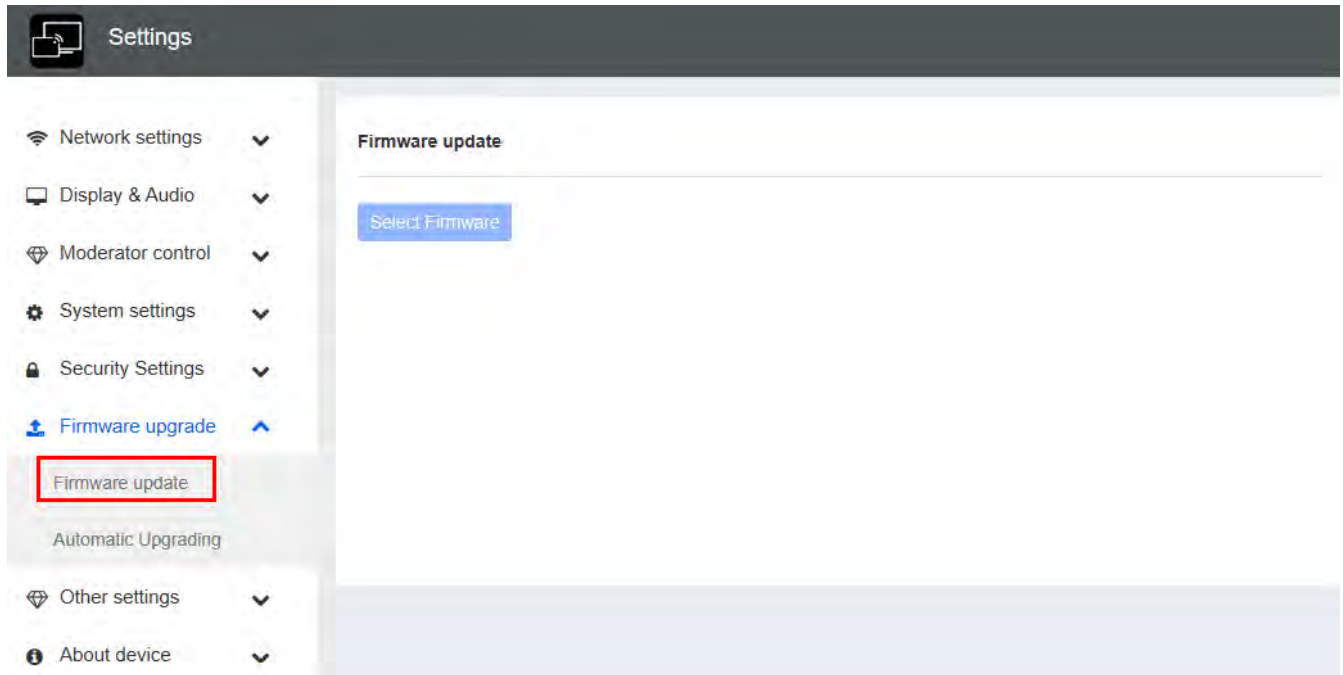 Settings
Network settings
Display & Audio
Moderator control
System settings
Security Settings
Firmware upgrade
Firmware update
Automatic Upgrading
Other settings
About device
Firmware update
Select Firmware